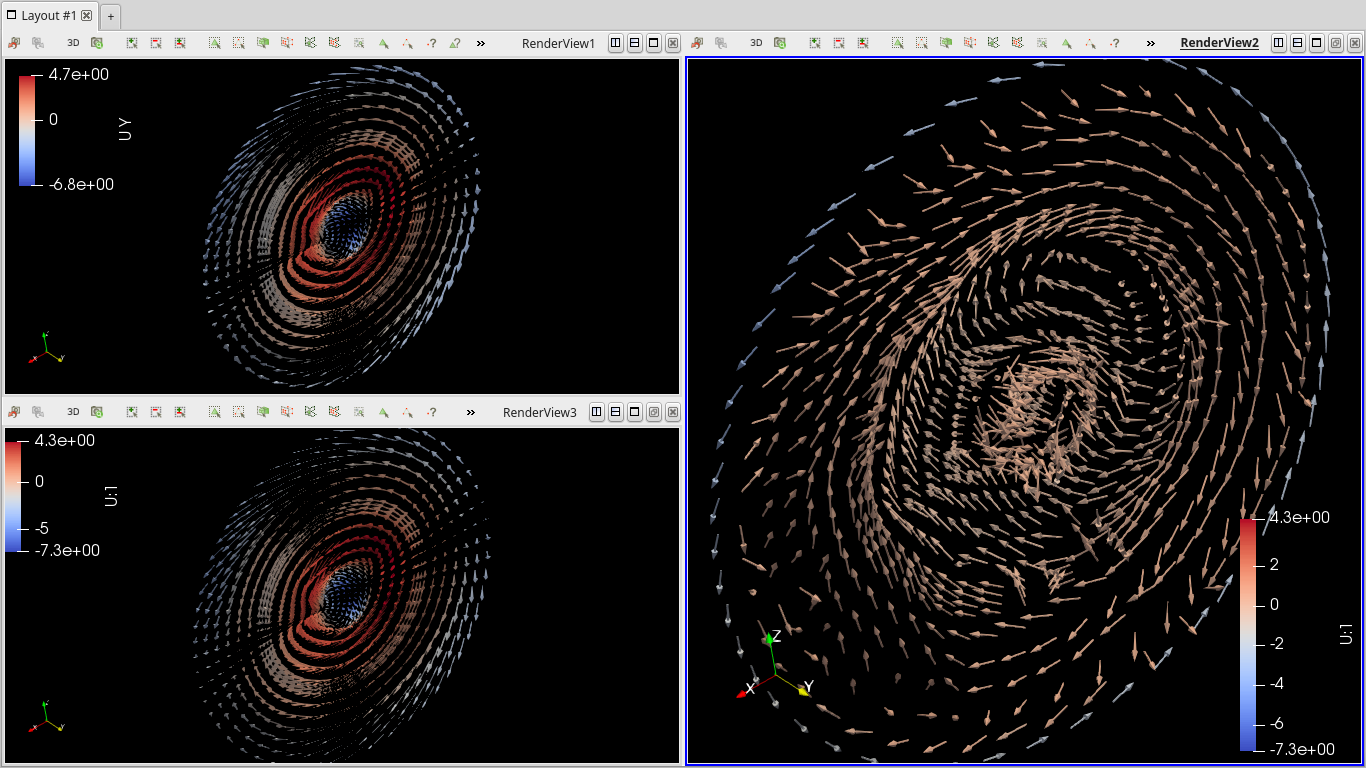 Layout #1
+
3D
RenderView1
4.7e+00
0
-6.8e+00
U Y
X
Y
3D
RenderView3
4.3e+00
0
-5
-7.3e+00
U:1
X
Y
3D
RenderView2
4.3e+00
2
0
-2
-4
-6
-7.3e+00
U:1
Z
X
Y